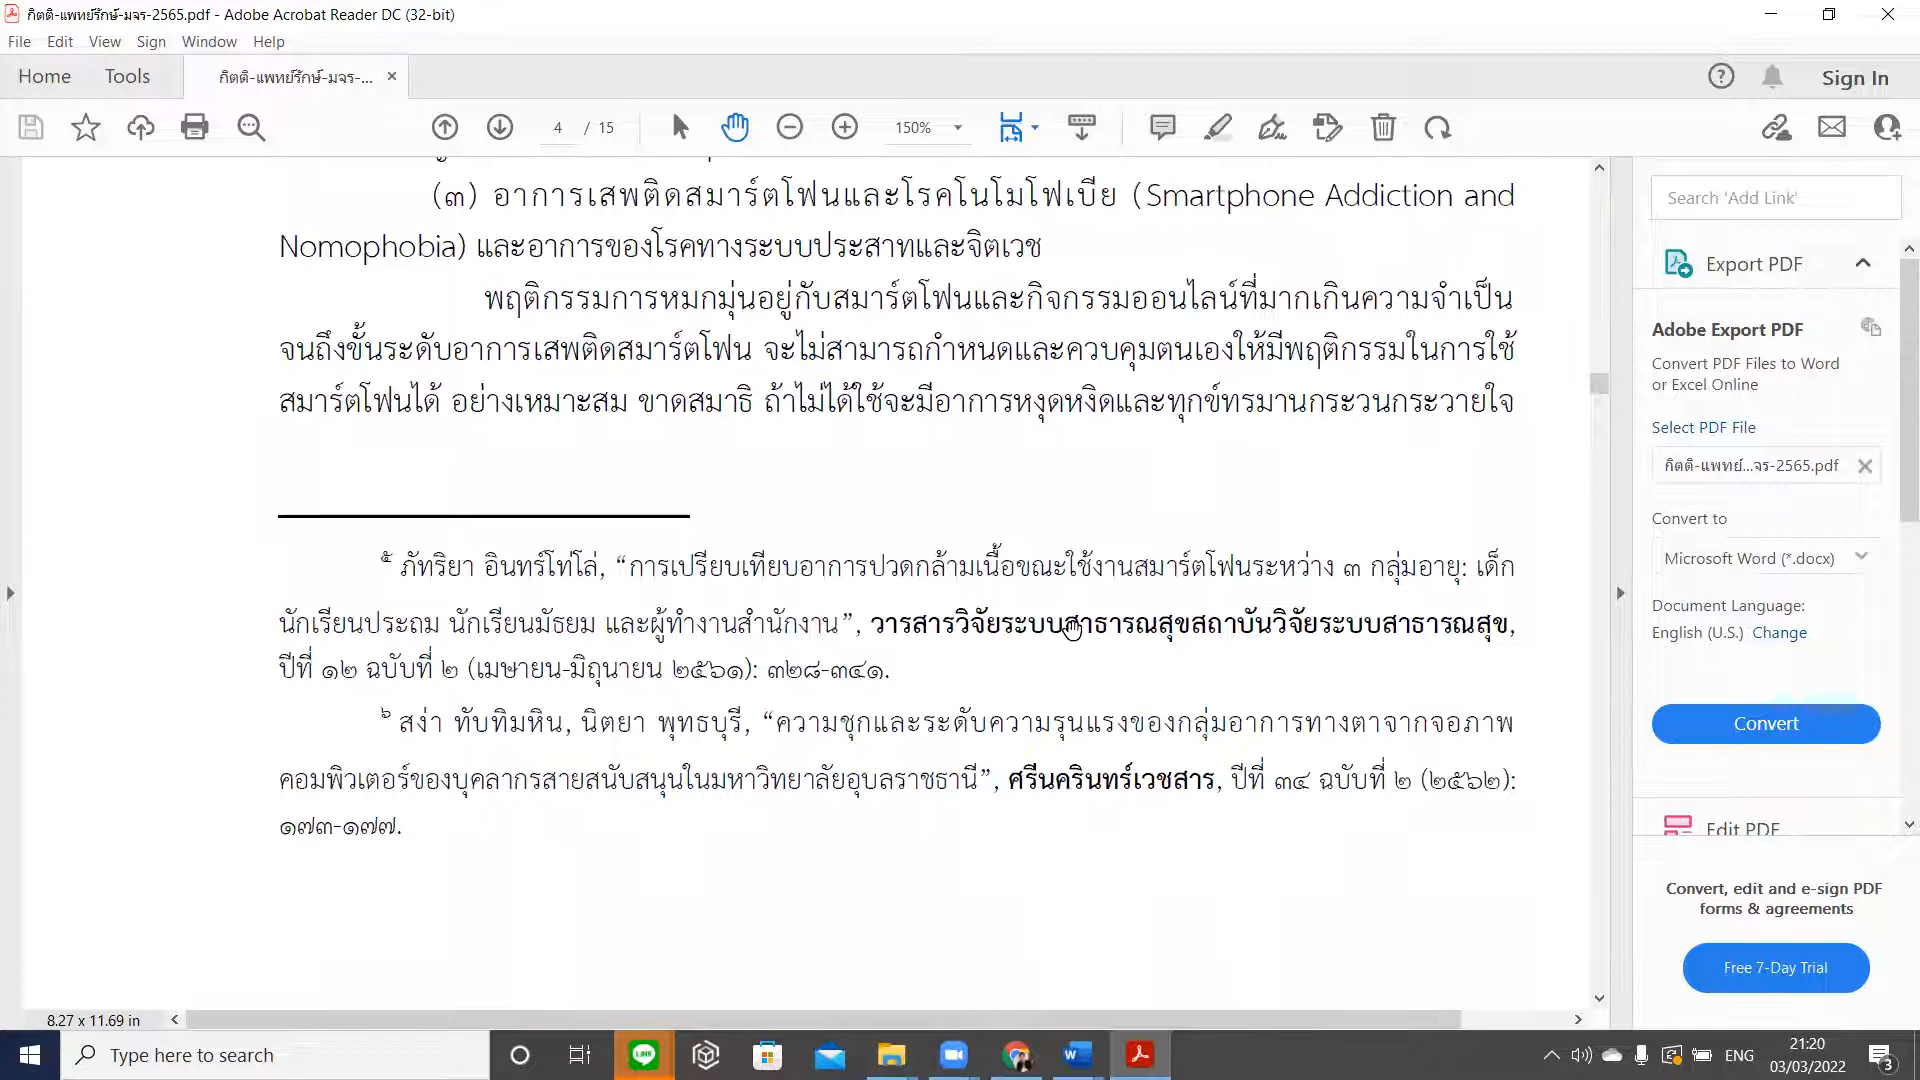 กิตติ-แพทย์รักษ์-มจร-2565.pdf - Adobe Acrobat Reader DC (32-bit)
File Edit View Sign Window Help
Home Tools กิตติ-แพทย์รักษ์-มจร-... × Sign In
4 / 15 150%
(๓) อาการเสพติดสมาร์ตโฟนและโรคโนโมโฟเบีย (Smartphone Addiction and
Nomophobia) และอาการของโรคทางระบบประสาทและจิตเวช
พฤติกรรมการหมกมุ่นอยู่กับสมาร์ตโฟนและกิจกรรมออนไลน์ที่มากเกินความจำเป็น
จนถึงขั้นระดับอาการเสพติดสมาร์ตโฟน จะไม่สามารถกำหนดและควบคุมตนเองให้มีพฤติกรรมในการใช้
สมาร์ตโฟนได้ อย่างเหมาะสม ขาดสมาธิ ถ้าไม่ได้ใช้จะมีอาการหงุดหงิดและทุกข์ทรมานกระวนกระวายใจ
๕ ภัทริยา อินทร์โท่โล่, “การเปรียบเทียบอาการปวดกล้ามเนื้อขณะใช้งานสมาร์ตโฟนระหว่าง ๓ กลุ่มอายุ: เด็ก
นักเรียนประถม นักเรียนมัธยม และผู้ทำงานสำนักงาน”, วารสารวิจัยระบบสาธารณสุขสถาบันวิจัยระบบสาธารณสุข,
ปีที่ ๑๒ ฉบับที่ ๒ (เมษายน-มิถุนายน ๒๕๖๑): ๓๒๘-๓๔๑.
๖ สง่า ทับทิมหิน, นิตยา พุทธบุรี, “ความชุกและระดับความรุนแรงของกลุ่มอาการทางตาจากจอภาพ
คอมพิวเตอร์ของบุคลากรสายสนับสนุนในมหาวิทยาลัยอุบลราชธานี”, ศรีนครินทร์เวชสาร, ปีที่ ๓๔ ฉบับที่ ๒ (๒๕๖๒):
๑๗๓-๑๗๗.
8.27 x 11.69 in
Search 'Add Link'
Export PDF
Adobe Export PDF
Convert PDF Files to Word
or Excel Online
Select PDF File
กิตติ-แพทย์...จร-2565.pdf
Convert to
Microsoft Word (*.docx)
Document Language:
English (U.S.) Change
Convert
Edit PDF
Convert, edit and e-sign PDF
forms & agreements
Free 7-Day Trial
Type here to search
LINE
ENG
21:20
03/03/2022
3